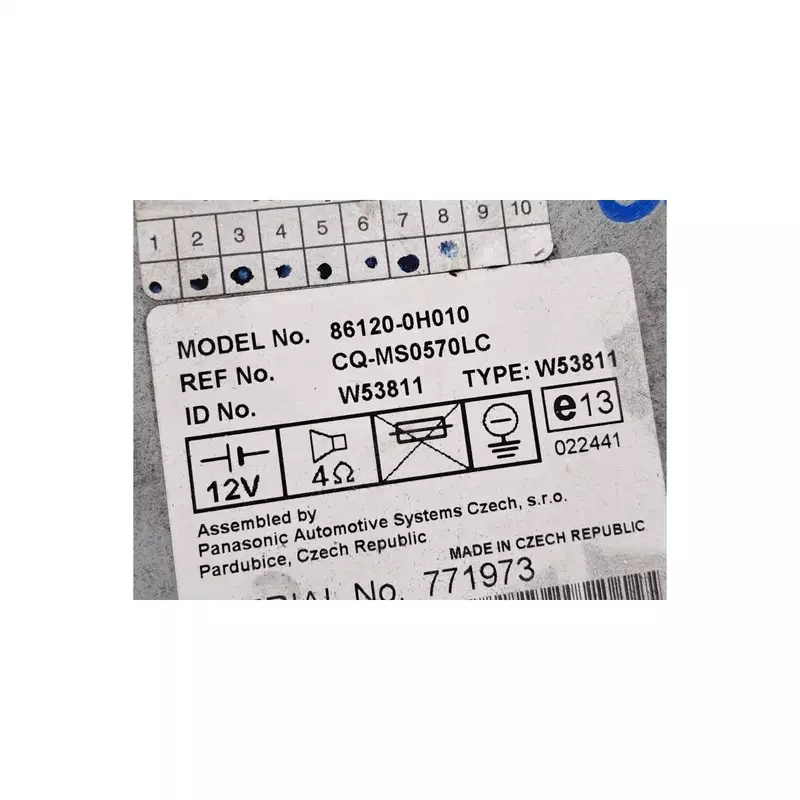 1 2 3 4 5 6 7 8 9 10
MODEL No. 86120-0H010
REF No. CQ-MS0570LC
ID No. W53811 TYPE: W53811
12V 4Ω e13
022441
Assembled by
Panasonic Automotive Systems Czech, s.r.o.
Pardubice, Czech Republic
MADE IN CZECH REPUBLIC
SERIAL No. 771973